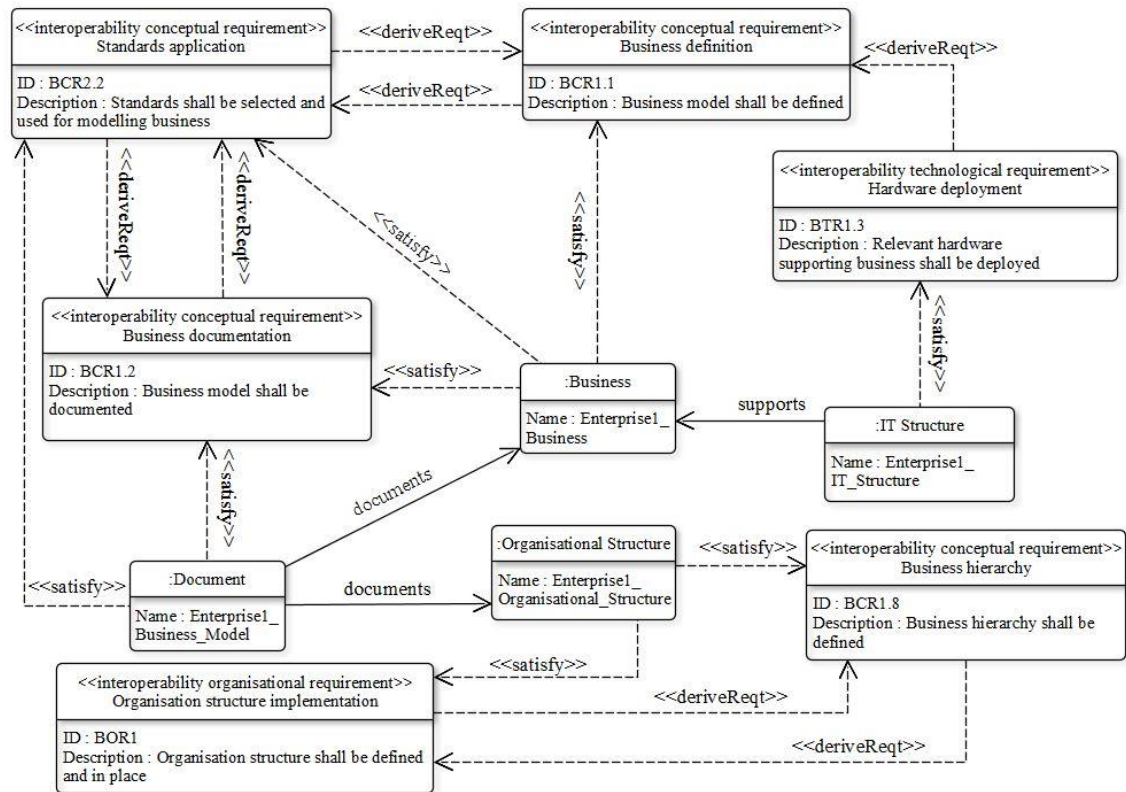 <<interoperability conceptual requirement>>
Standards application
ID : BCR2.2
Description : Standards shall be selected and
used for modelling business
<<deriveReqt>>
<<deriveReqt>>
<<interoperability conceptual requirement>>
Business definition
ID : BCR1.1
Description : Business model shall be defined
<<deriveReqt>>
<<interoperability technological requirement>>
Hardware deployment
ID : BTR1.3
Description : Relevant hardware
supporting business shall be deployed
<<deriveReqt>>
<<deriveReqt>>
<<satisfy>>
<<satisfy>>
<<satisfy>>
<<interoperability conceptual requirement>>
Business documentation
ID : BCR1.2
Description : Business model shall be
documented
<<satisfy>>
:Business
Name : Enterprise1_
Business
supports
:IT Structure
Name : Enterprise1_
IT_Structure
<<satisfy>>
documents
<<satisfy>>
:Document
Name : Enterprise1_
Business_Model
documents
:Organisational Structure
Name : Enterprise1_
Organisational_Structure
<<satisfy>>
<<interoperability conceptual requirement>>
Business hierarchy
ID : BCR1.8
Description : Business hierarchy shall be
defined
<<satisfy>>
<<interoperability organisational requirement>>
Organisation structure implementation
ID : BOR1
Description : Organisation structure shall be defined
and in place
<<deriveReqt>>
<<deriveReqt>>